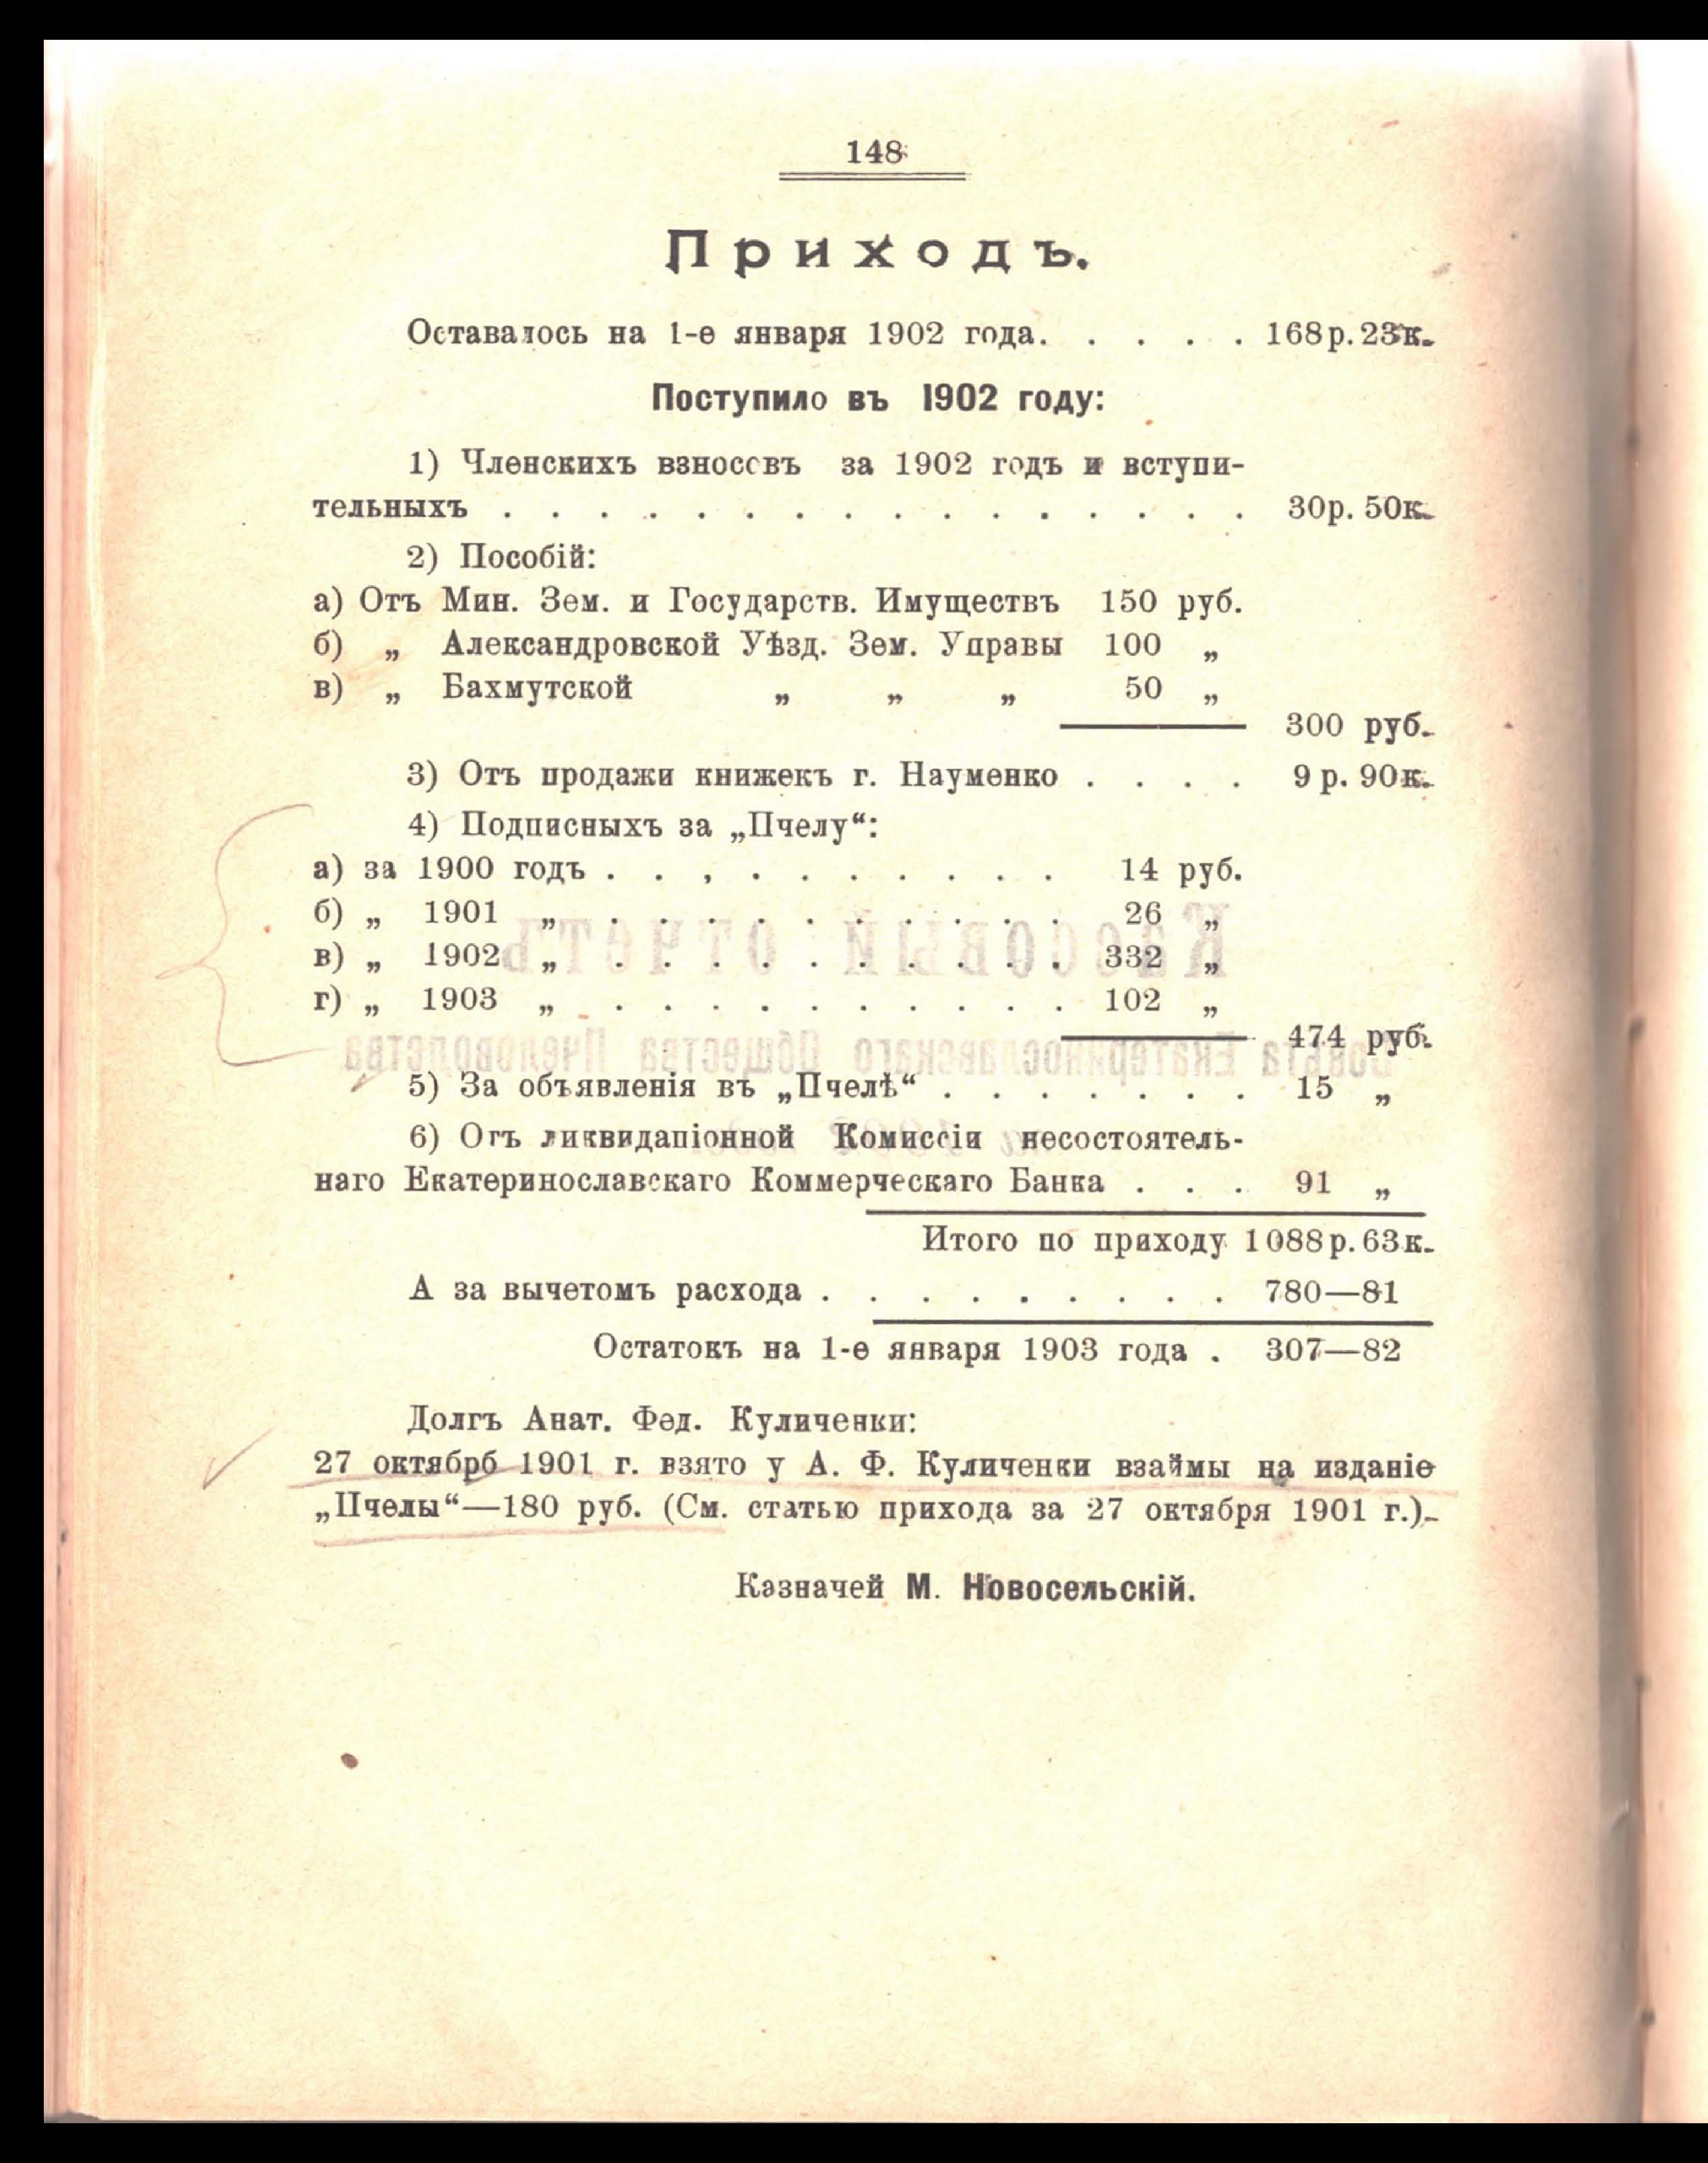 148
Приходъ.
Оставалось на 1-е января 1902 года. . . . . 168р.23к.
Поступило въ 1902 году:
1) Членскихъ взносовъ за 1902 годъ и вступи-
тельныхъ . . . . . . . . . . . . . . . . 30р. 50к.
2) Пособій:
а) Отъ Мин. Зем. и Государств. Имуществъ 150 руб.
б) „ Александровской Уѣзд. Зем. Управы 100 „
в) „ Бахмутской „ „ „ 50 „
300 руб.
3) Отъ продажи книжекъ г. Науменко . . . . 9 р. 90к.
4) Подписныхъ за „Пчелу“:
а) за 1900 годъ . . , . . . . . . . 14 руб.
б) „ 1901 „ . . . . . . . . . . 26 „
в) „ 1902 „ . . . . . . . . . . 332 „
г) „ 1903 „ . . . . . . . . . . 102 „
474 руб.
5) За объявленія въ „Пчелѣ“ . . . . . . . 15 „
6) Отъ ликвидапіонной Комиссіи несостоятель-
наго Екатеринославскаго Коммерческаго Банка . . . 91 „
Итого по приходу 1088р.63к.
А за вычетомъ расхода . . . . . . . . . 780—81
Остатокъ на 1-е января 1903 года . 307—82
Долгъ Анат. Фед. Куличенки:
27 октябрб 1901 г. взято у А. Ф. Куличенки взаймы на изданіе
„Пчелы“—180 руб. (См. статью прихода за 27 октября 1901 г.).
Казначей М. Новосельскій.